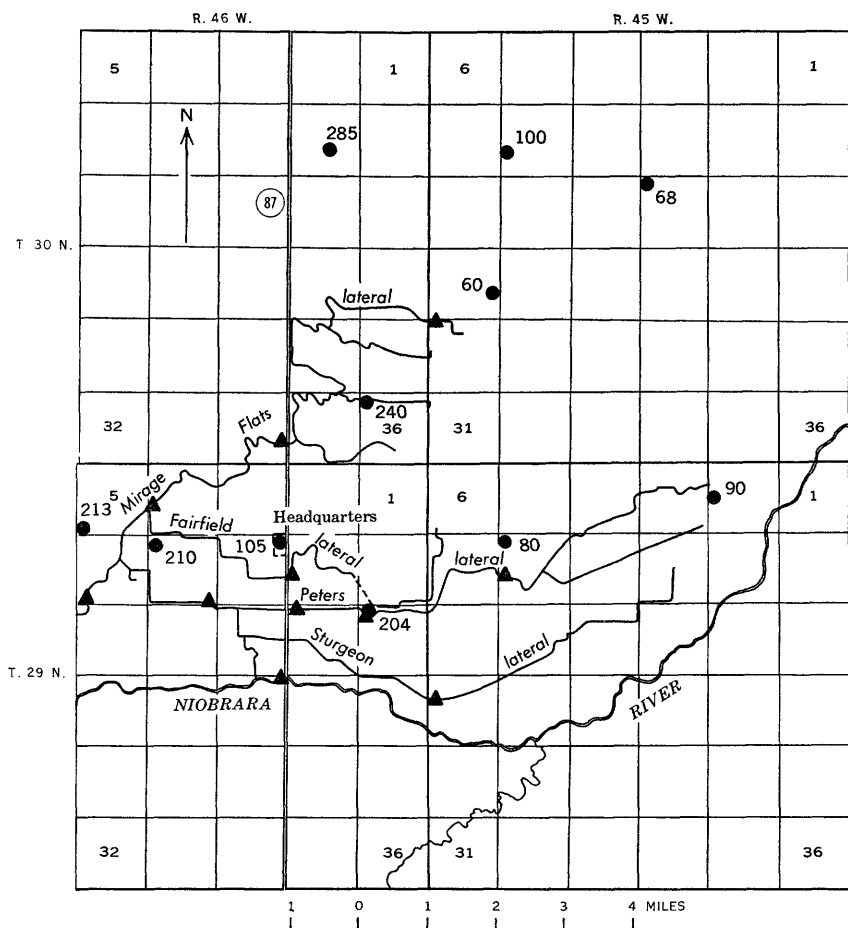 R. 46 W.
R. 45 W.
5
1
6
1
N
285
100
87
68
T 30 N.
60
lateral
240
Flats
32
36
31
36
Mirage
213
5
1
6
90
1
Fairfield
Headquarters
210
105
lateral
lateral
80
Peters
204
Sturgeon
lateral
T. 29 N.
NIOBRARA
RIVER
32
36
31
36
1 0 1 2 3 4 MILES